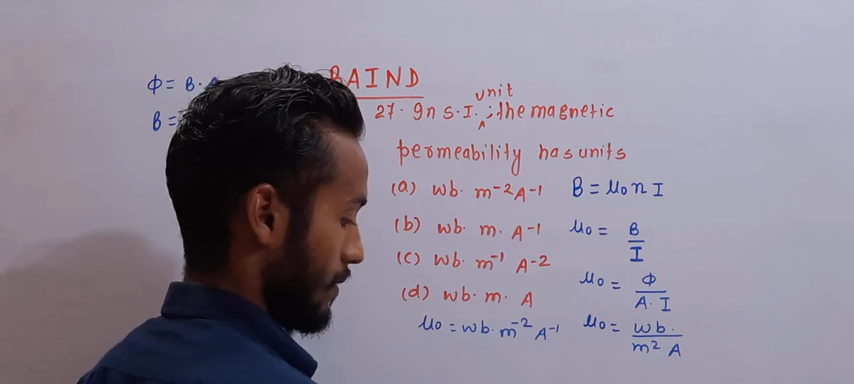 Φ = B.
BAIND
unit
27. In S.I. ^; the magnetic
permeability has units
(a) wb. m⁻² A⁻¹
(b) wb. m. A⁻¹
(c) wb. m⁻¹ A⁻²
(d) wb. m. A
μ₀ = wb. m⁻² A⁻¹
B =
B = μ₀ n I
μ₀ = B / I
μ₀ = Φ / A. I
μ₀ = wb. / m² A